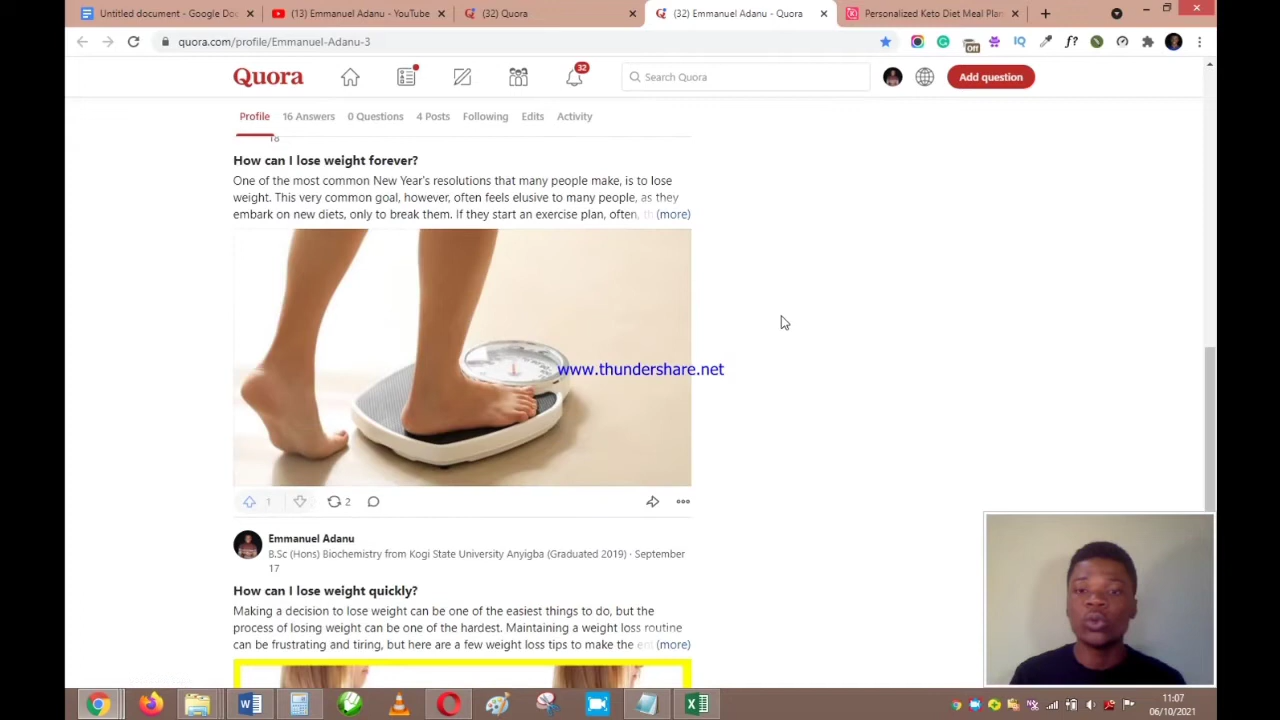 Untitled document - Google Doc
(13) Emmanuel Adanu - YouTube
(32) Quora
(32) Emmanuel Adanu - Quora
Personalized Keto Diet Meal Plan
quora.com/profile/Emmanuel-Adanu-3
Off
IQ
f?
Quora
32
Search Quora
Add question
Profile
16 Answers
0 Questions
4 Posts
Following
Edits
Activity
18
How can I lose weight forever?
One of the most common New Year's resolutions that many people make, is to lose
weight. This very common goal, however, often feels elusive to many people, as they
embark on new diets, only to break them. If they start an exercise plan, often, (more)
www.thundershare.net
1
2
Emmanuel Adanu
B.Sc (Hons) Biochemistry from Kogi State University Anyigba (Graduated 2019) · September
17
How can I lose weight quickly?
Making a decision to lose weight can be one of the easiest things to do, but the
process of losing weight can be one of the hardest. Maintaining a weight loss routine
can be frustrating and tiring, but here are a few weight loss tips to make the (more)
11:07
06/10/2021